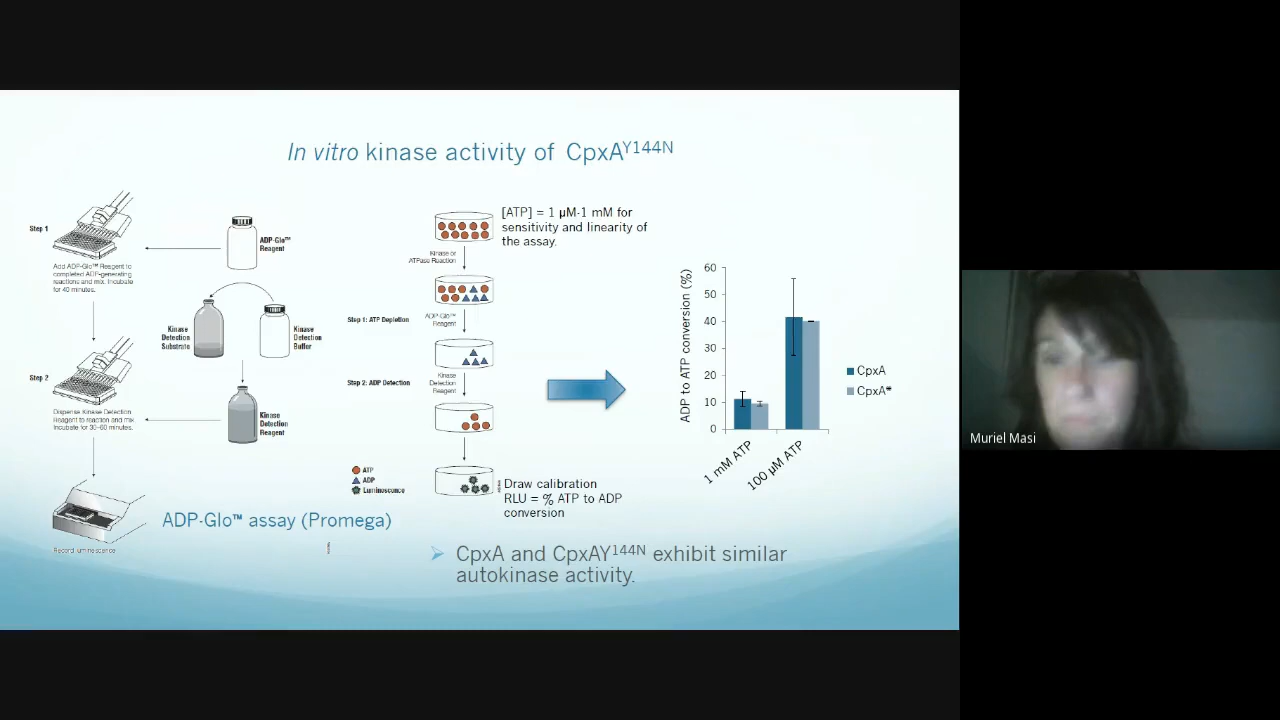 In vitro kinase activity of CpxAY144N
Step 1
ADP-Glo™
Reagent
Add ADP-Glo™ Reagent to
completed ADP-generating
reactions and mix. Incubate
for 40 minutes.
Kinase
Detection
Substrate
Kinase
Detection
Buffer
Step 2
Dispense Kinase Detection
Reagent to reaction and mix.
Incubate for 30–60 minutes.
Kinase
Detection
Reagent
Record luminescence
ADP-Glo™ assay (Promega)
[ATP] = 1 µM-1 mM for
sensitivity and linearity of
the assay.
Kinase or
ATPase Reaction
Step 1: ATP Depletion
ADP-Glo™
Reagent
Step 2: ADP Detection
Kinase
Detection
Reagent
ATP
ADP
Luminescence
Draw calibration
RLU = % ATP to ADP
conversion
ADP to ATP conversion (%)
60
50
40
30
20
10
0
1 mM ATP
100 µM ATP
CpxA
CpxA*
CpxA and CpxAY144N exhibit similar
autokinase activity.
Muriel Masi